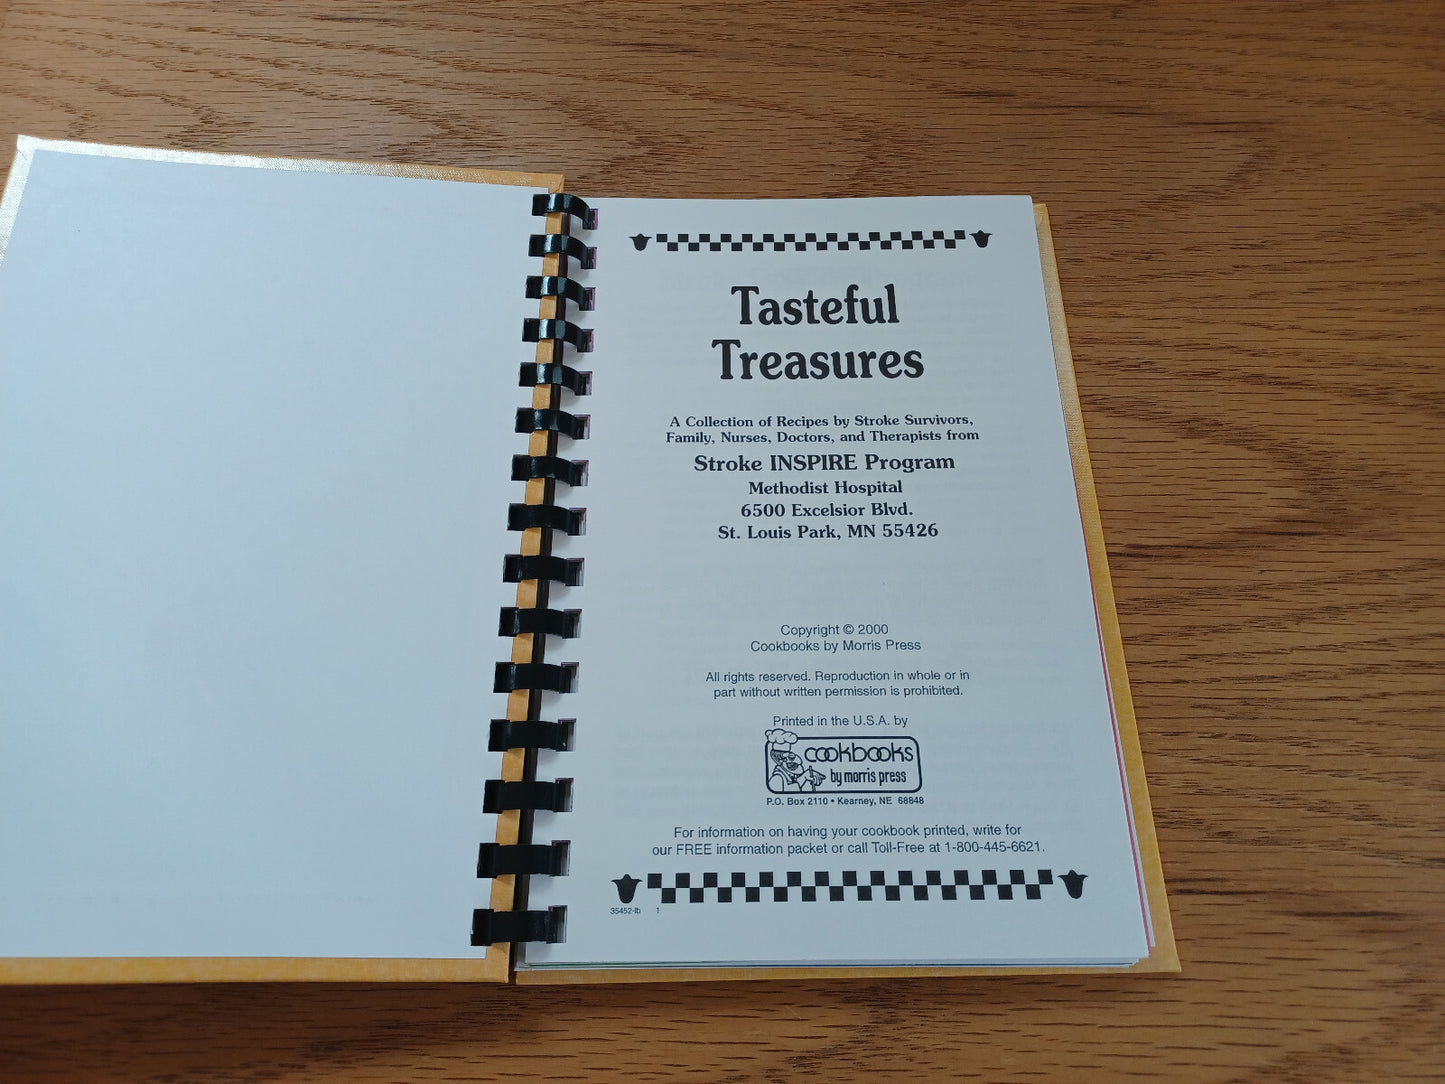 Tasteful
Treasures
A Collection of Recipes by Stroke Survivors,
Family, Nurses, Doctors, and Therapists from
Stroke INSPIRE Program
Methodist Hospital
6500 Excelsior Blvd.
St. Louis Park, MN 55426
Copyright © 2000
Cookbooks by Morris Press
All rights reserved. Reproduction in whole or in
part without written permission is prohibited.
Printed in the U.S.A. by
cookbooks
by morris press
P.O. Box 2110 • Kearney, NE 68848
For information on having your cookbook printed, write for
our FREE information packet or call Toll-Free at 1-800-445-6621.
35452-lb 1